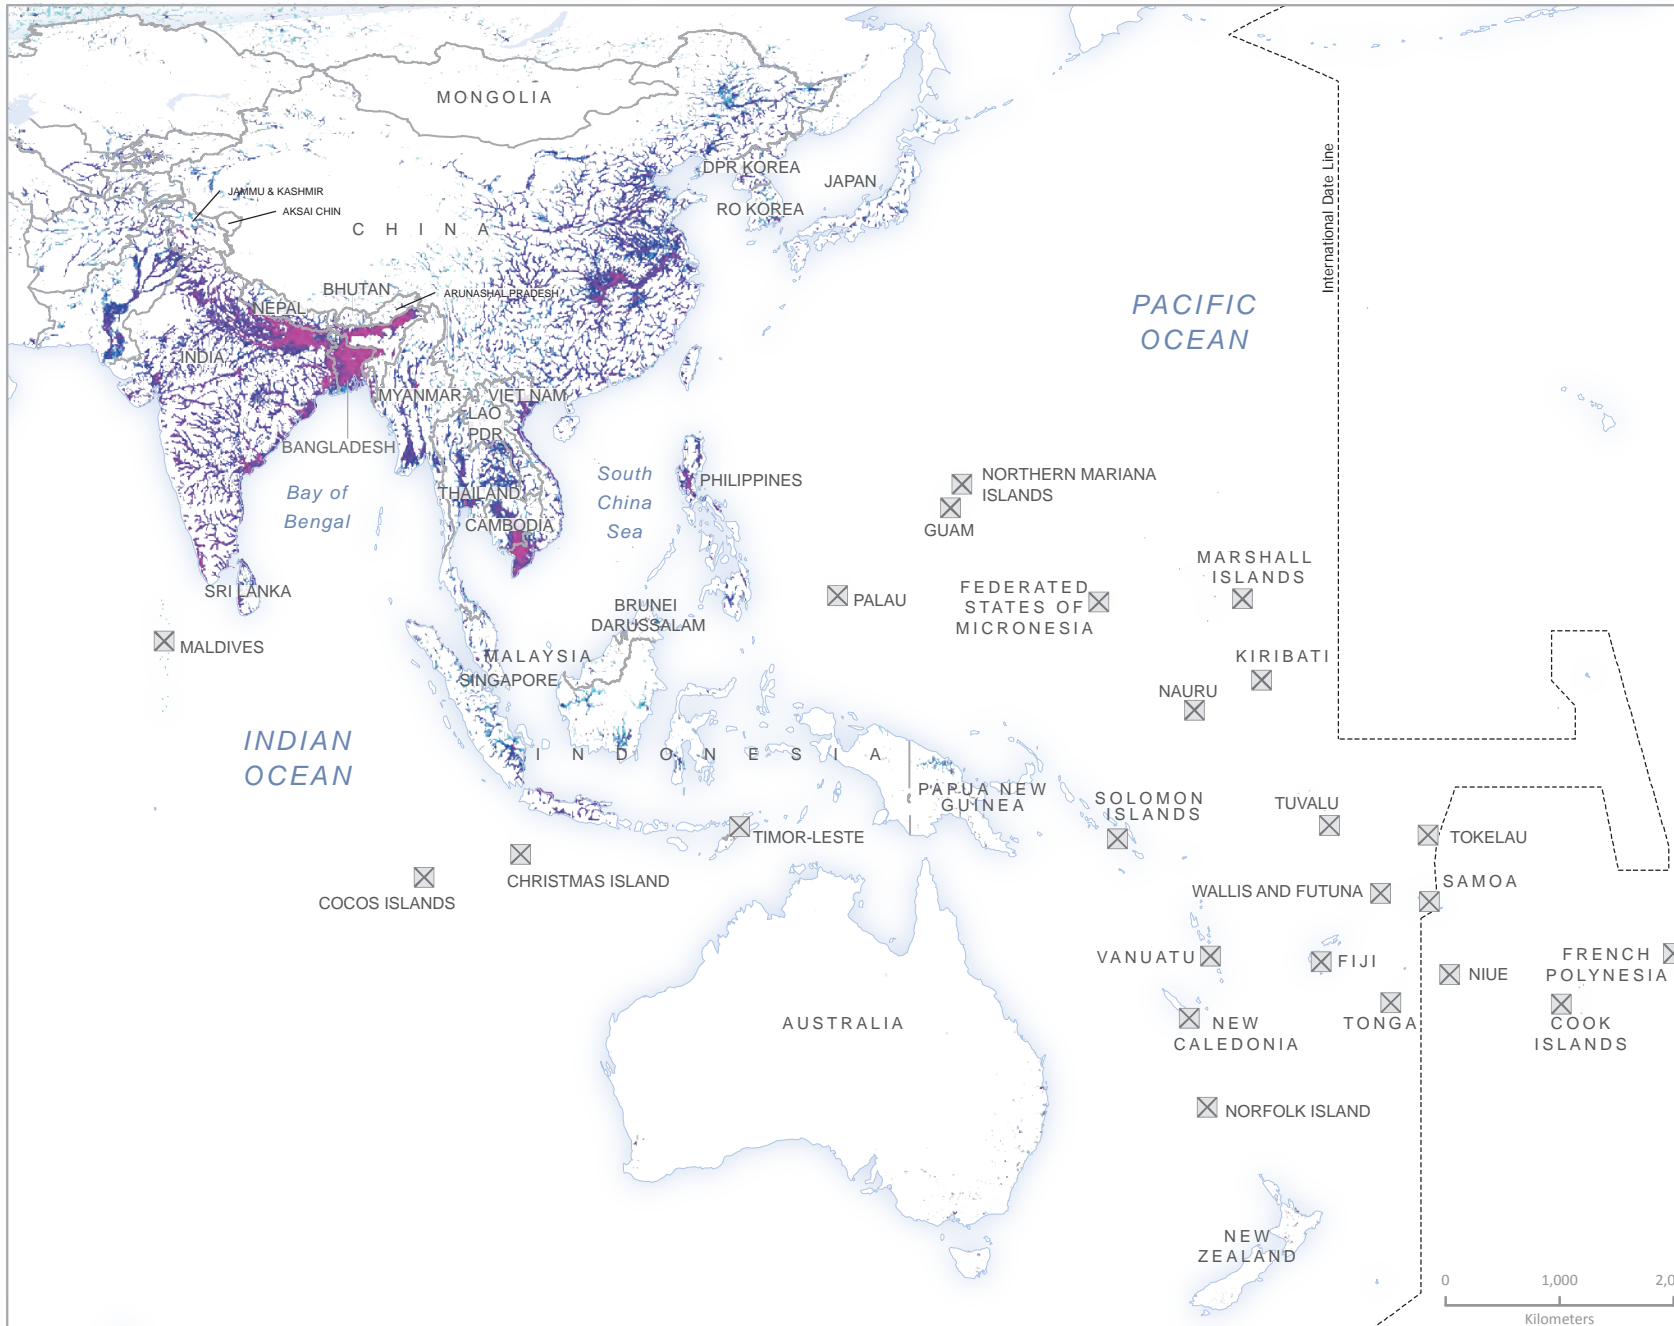 MONGOLIA
DPR KOREA
JAPAN
RO KOREA
JAMMU & KASHMIR
AKSAI CHIN
CHINA
International Date Line
BHUTAN
ARUNASHAL PRADESH
NEPAL
PACIFIC
OCEAN
INDIA
MYANMAR
VIET NAM
LAO
PDR
BANGLADESH
Bay of
Bengal
South
China
Sea
PHILIPPINES
NORTHERN MARIANA
ISLANDS
THAILAND
GUAM
CAMBODIA
MARSHALL
ISLANDS
SRI LANKA
PALAU
FEDERATED
STATES OF
MICRONESIA
BRUNEI
DARUSSALAM
MALDIVES
MALAYSIA
KIRIBATI
SINGAPORE
NAURU
INDIAN
OCEAN
INDONESIA
PAPUA NEW
GUINEA
SOLOMON
ISLANDS
TUVALU
TIMOR-LESTE
TOKELAU
CHRISTMAS ISLAND
COCOS ISLANDS
WALLIS AND FUTUNA
SAMOA
VANUATU
FIJI
FRENCH
POLYNESIA
NIUE
AUSTRALIA
NEW
CALEDONIA
TONGA
COOK
ISLANDS
NORFOLK ISLAND
NEW
ZEALAND
0 1,000 2,0
Kilometers